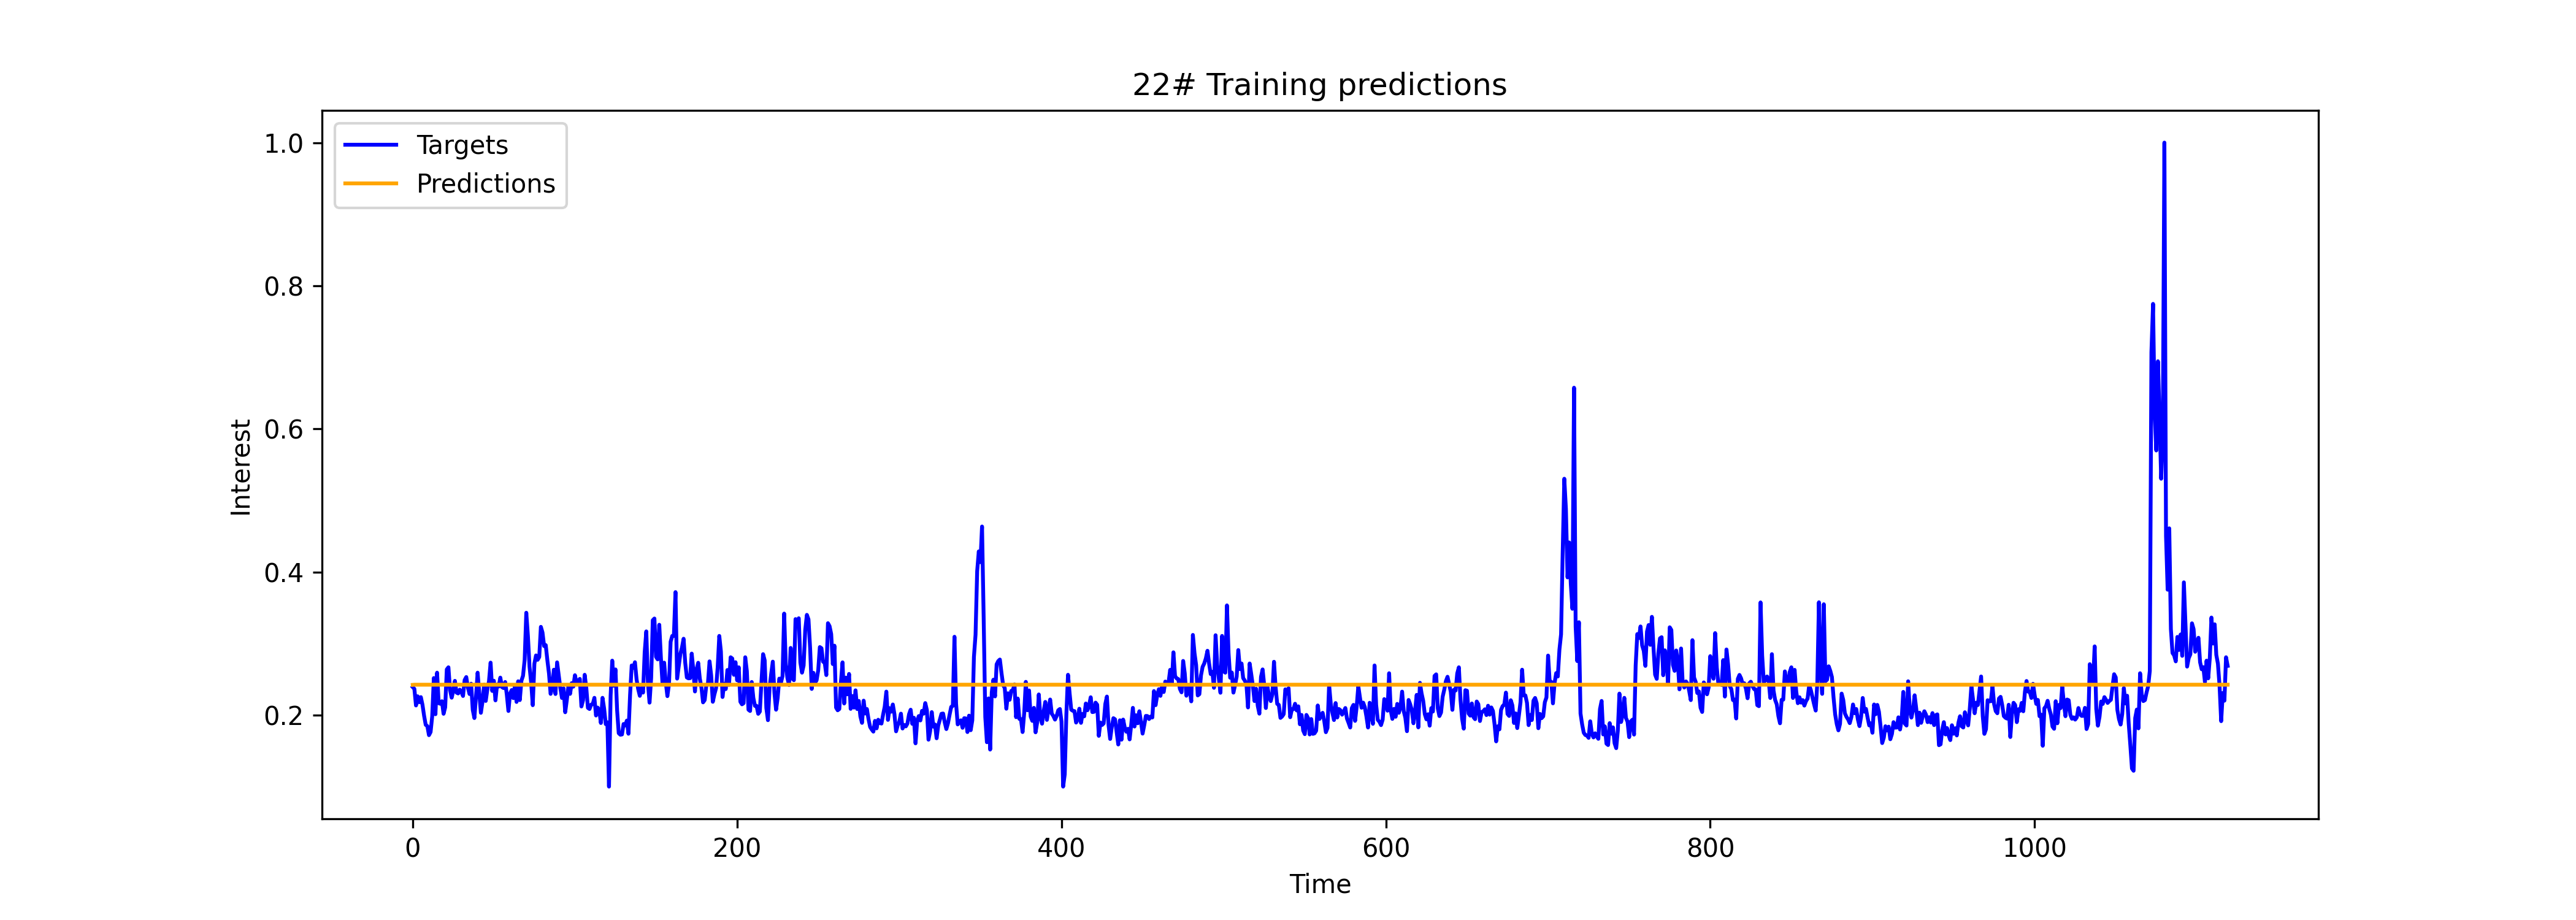 22# Training predictions
Targets
Predictions
1.0
0.8
0.6
0.4
0.2
Interest
0 200 400 600 800 1000
Time